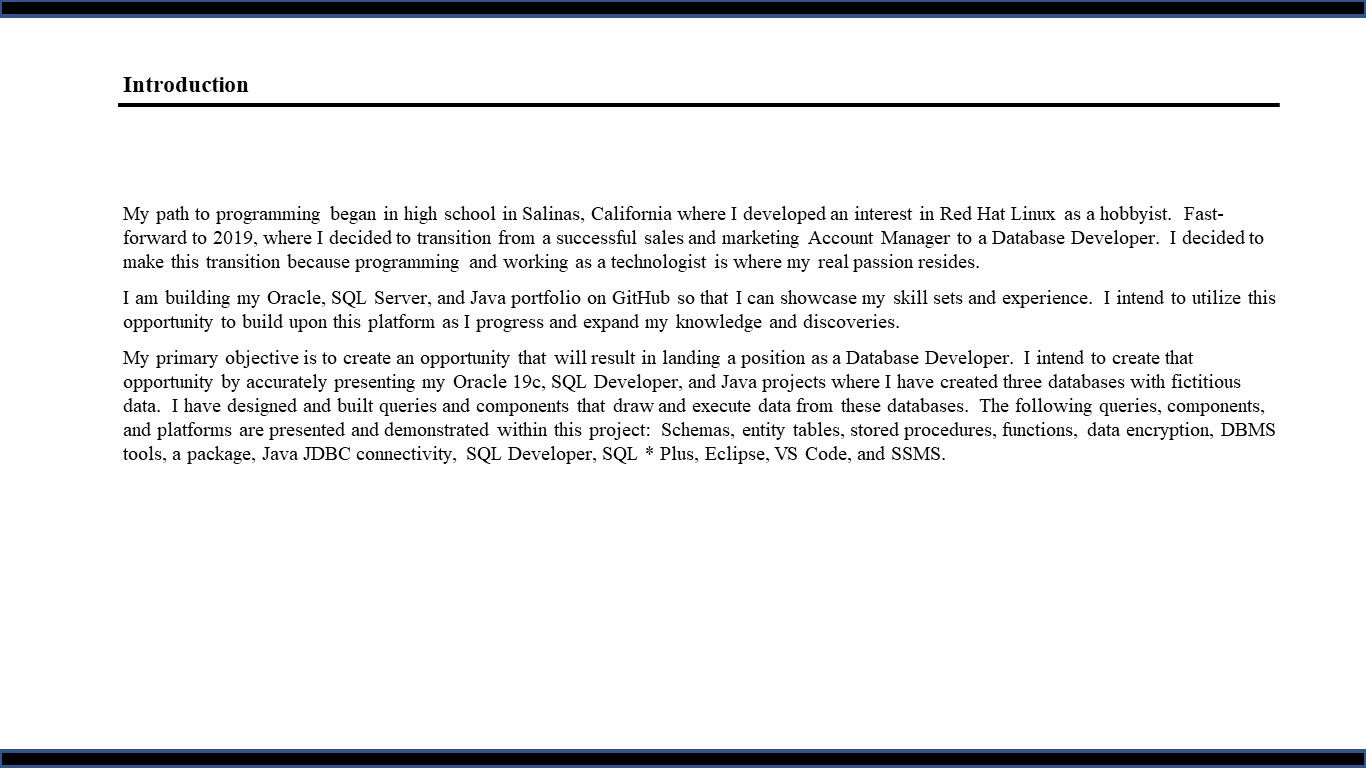 Introduction
My path to programming began in high school in Salinas, California where I developed an interest in Red Hat Linux as a hobbyist. Fast-
forward to 2019, where I decided to transition from a successful sales and marketing Account Manager to a Database Developer. I decided to
make this transition because programming and working as a technologist is where my real passion resides.
I am building my Oracle, SQL Server, and Java portfolio on GitHub so that I can showcase my skill sets and experience. I intend to utilize this
opportunity to build upon this platform as I progress and expand my knowledge and discoveries.
My primary objective is to create an opportunity that will result in landing a position as a Database Developer. I intend to create that
opportunity by accurately presenting my Oracle 19c, SQL Developer, and Java projects where I have created three databases with fictitious
data. I have designed and built queries and components that draw and execute data from these databases. The following queries, components,
and platforms are presented and demonstrated within this project: Schemas, entity tables, stored procedures, functions, data encryption, DBMS
tools, a package, Java JDBC connectivity, SQL Developer, SQL * Plus, Eclipse, VS Code, and SSMS.